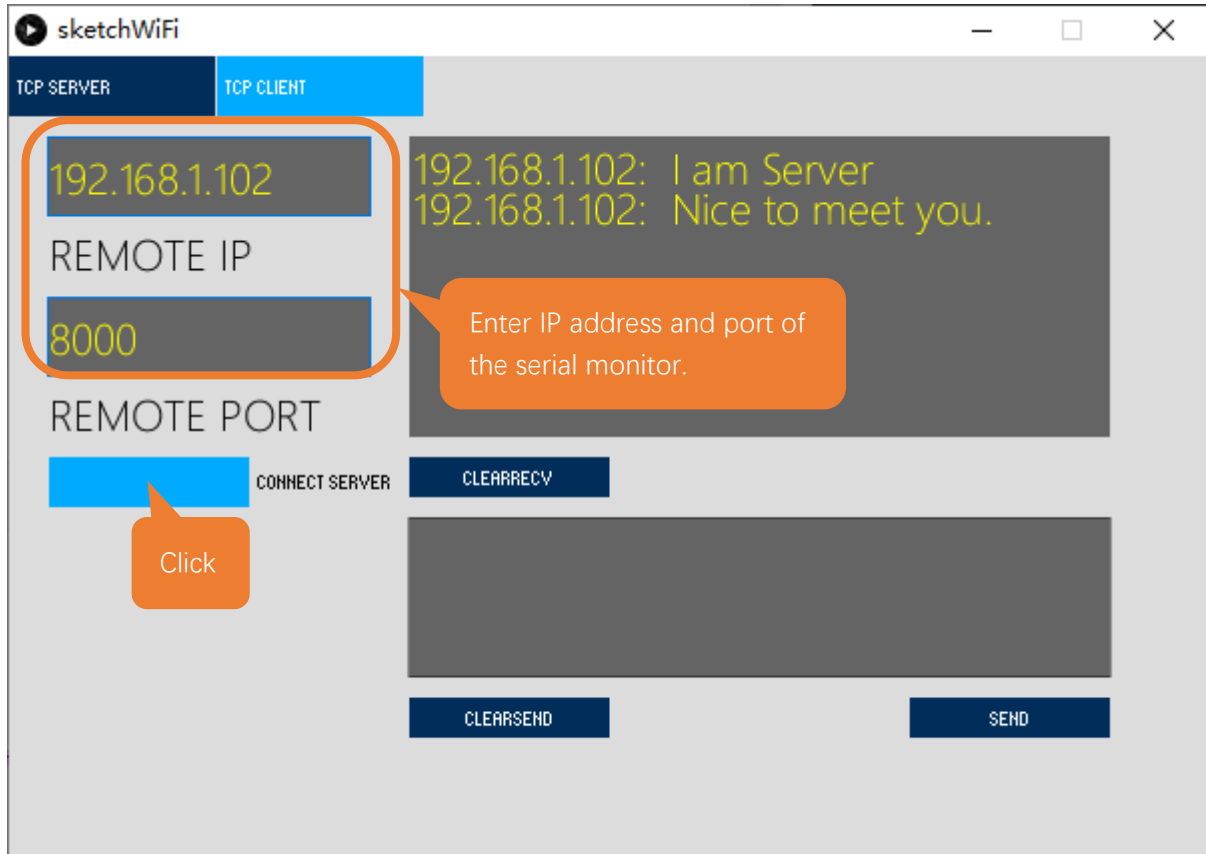 sketchWiFi
TCP SERVER
TCP CLIENT
192.168.1.102
REMOTE IP
8000
REMOTE PORT
CONNECT SERVER
Click
192.168.1.102: I am Server
192.168.1.102: Nice to meet you.
Enter IP address and port of
the serial monitor.
CLEARRECV
CLEARSEND
SEND